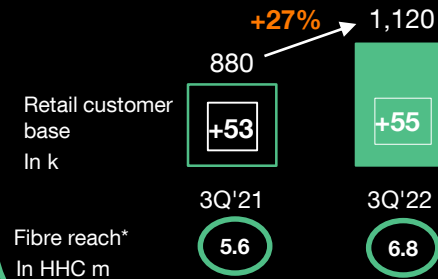 +27%
880
1,120
Retail customer
base
In k
+53
+55
3Q'21
3Q'22
Fibre reach*
In HHC m
5.6
6.8